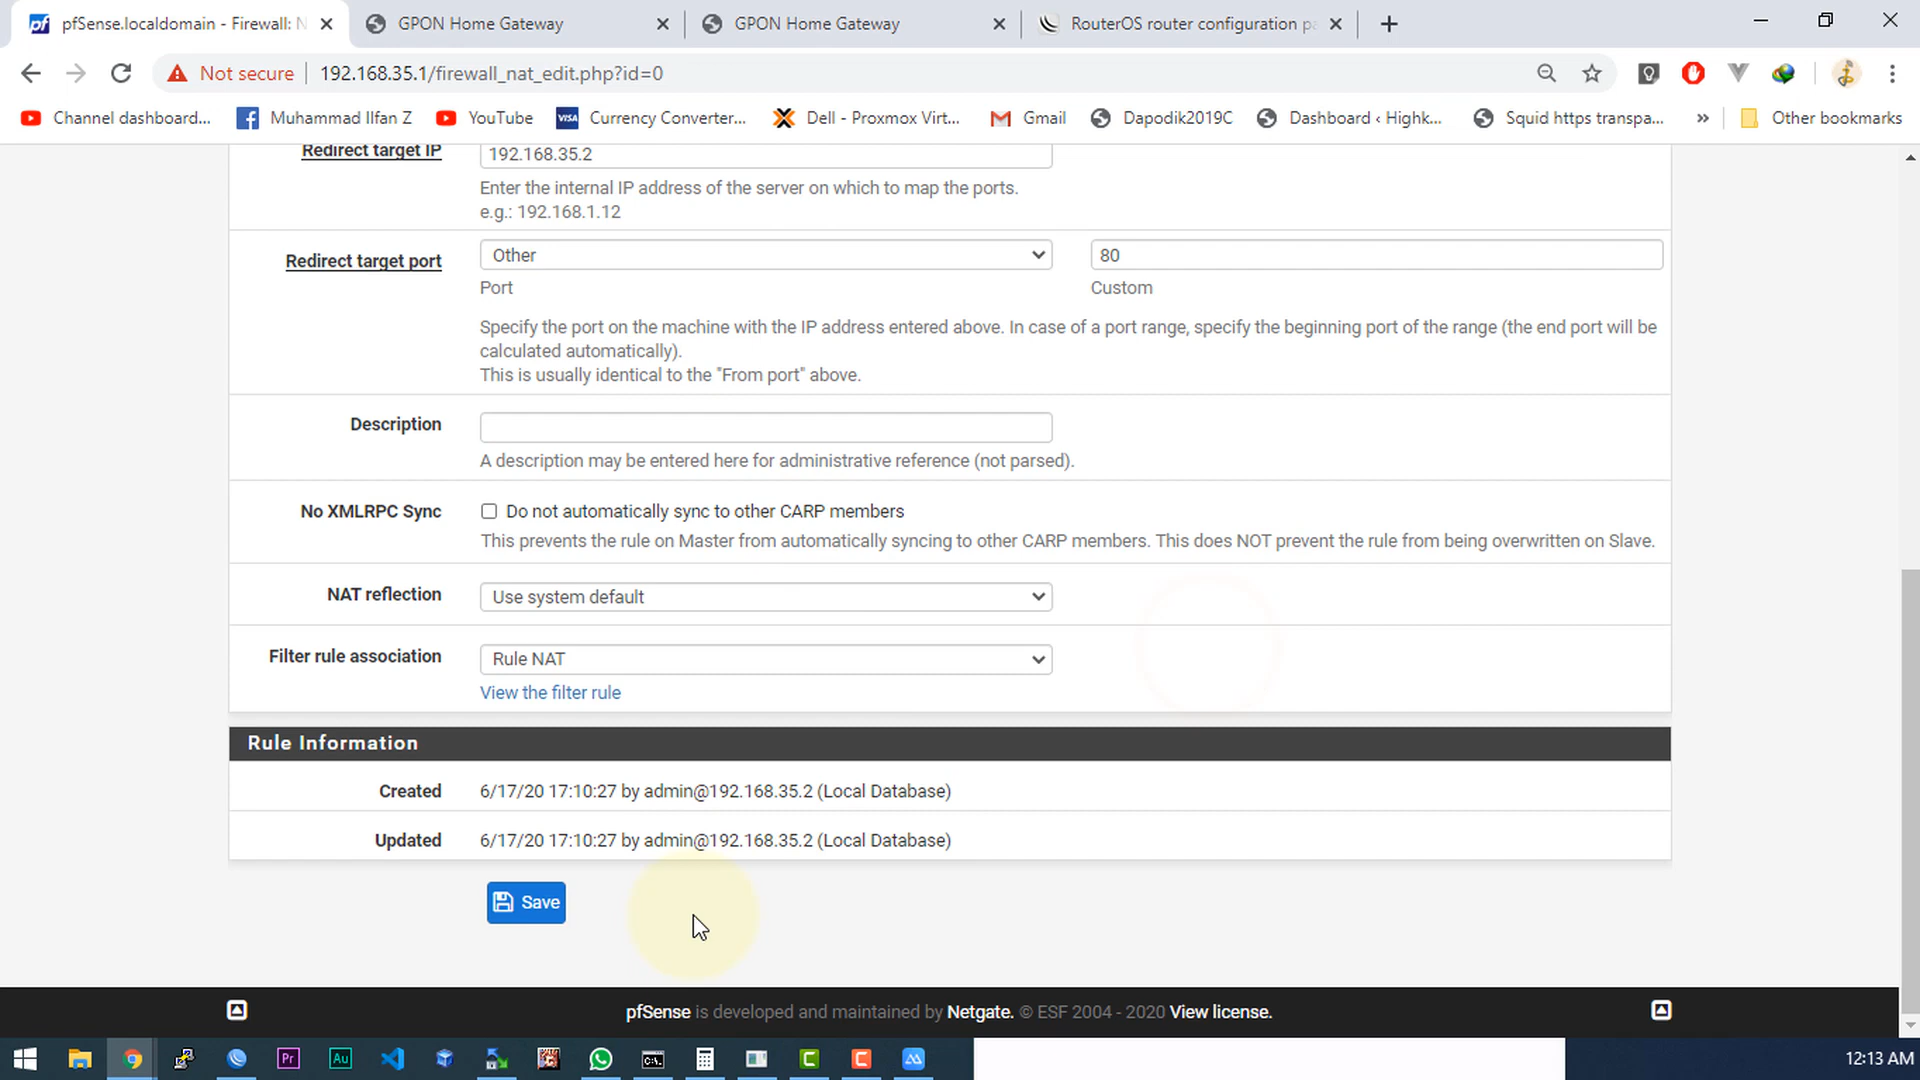 pfSense.localdomain - Firewall: N
GPON Home Gateway
GPON Home Gateway
RouterOS router configuration pa
Not secure
192.168.35.1/firewall_nat_edit.php?id=0
Channel dashboard...
Muhammad Ilfan Z
YouTube
VISA
Currency Converter...
Dell - Proxmox Virt...
Gmail
Dapodik2019C
Dashboard ‹ Highk...
Squid https transpa...
»
Other bookmarks
Redirect target IP
192.168.35.2
Enter the internal IP address of the server on which to map the ports.
e.g.: 192.168.1.12
Redirect target port
Other
80
Port
Custom
Specify the port on the machine with the IP address entered above. In case of a port range, specify the beginning port of the range (the end port will be
calculated automatically).
This is usually identical to the "From port" above.
Description
A description may be entered here for administrative reference (not parsed).
No XMLRPC Sync
Do not automatically sync to other CARP members
This prevents the rule on Master from automatically syncing to other CARP members. This does NOT prevent the rule from being overwritten on Slave.
NAT reflection
Use system default
Filter rule association
Rule NAT
View the filter rule
Rule Information
Created
6/17/20 17:10:27 by admin@192.168.35.2 (Local Database)
Updated
6/17/20 17:10:27 by admin@192.168.35.2 (Local Database)
Save
pfSense is developed and maintained by Netgate. © ESF 2004 - 2020 View license.
Pr
Au
12:13 AM